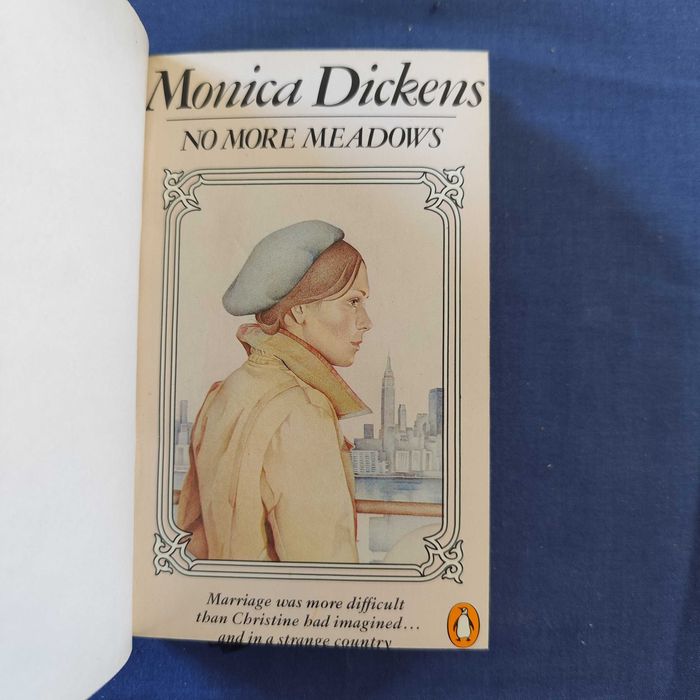 Monica Dickens
NO MORE MEADOWS
Marriage was more difficult
than Christine had imagined...
and in a strange country